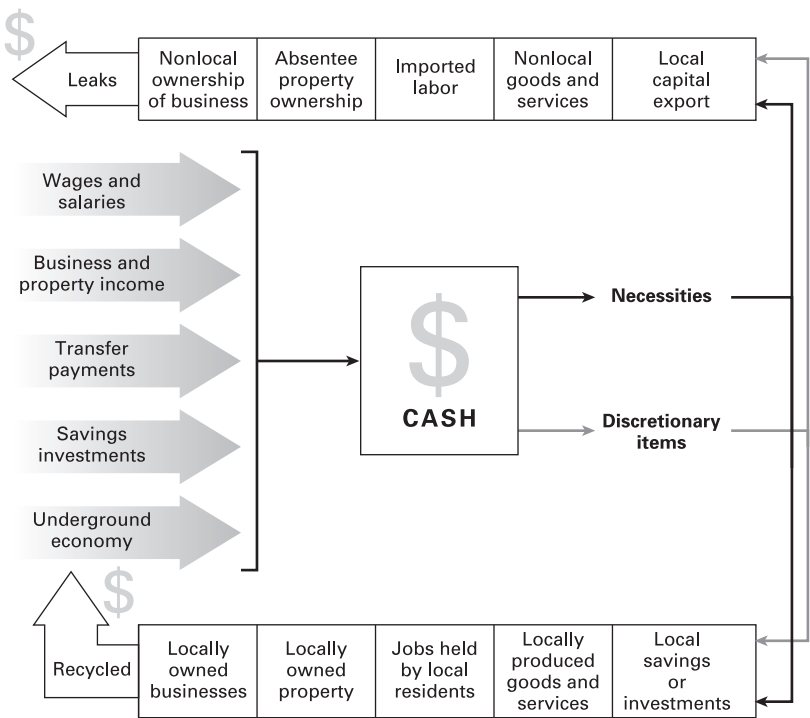 $
Leaks
Nonlocal
ownership
of business
Absentee
property
ownership
Imported
labor
Nonlocal
goods and
services
Local
capital
export
Wages and
salaries
Business and
property income
Transfer
payments
Savings
investments
Underground
economy
$
CASH
Necessities
Discretionary
items
$
Recycled
Locally
owned
businesses
Locally
owned
property
Jobs held
by local
residents
Locally
produced
goods and
services
Local
savings
or
investments